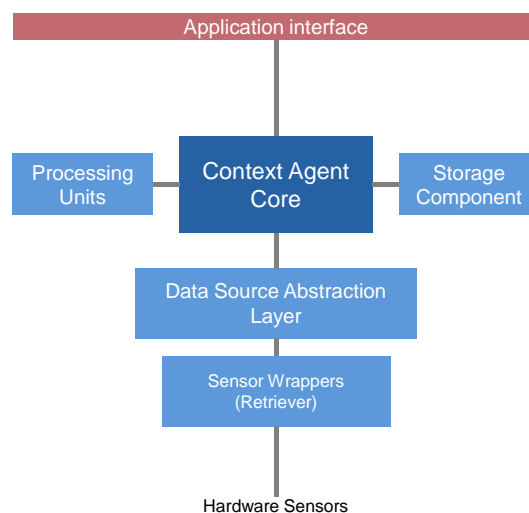 Application interface
Processing
Units
Context Agent
Core
Storage
Component
Data Source Abstraction
Layer
Sensor Wrappers
(Retriever)
Hardware Sensors